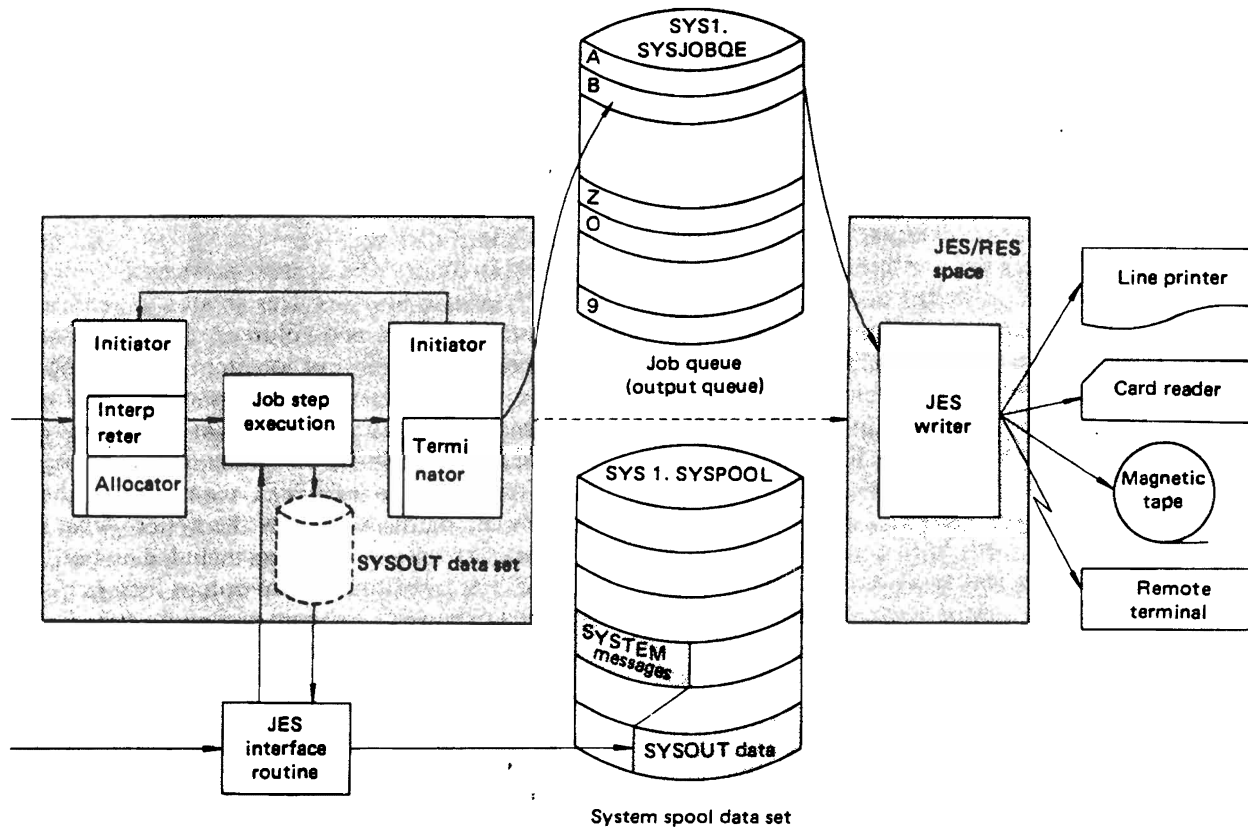 SYS1.
SYSJOBQE
A
B
Z
O
9
Job queue
(output queue)
Initiator
Interp
reter
Allocator
Job step
execution
Initiator
Termi
nator
SYSOUT data set
JES
interface
routine
SYS 1. SYSPOOL
SYSTEM
messages
SYSOUT data
System spool data set
JES/RES
space
JES
writer
Line printer
Card reader
Magnetic
tape
Remote
terminal